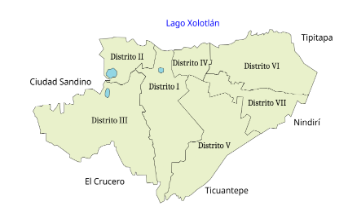 Lago Xolotlán
Tipitapa
Distrito II
Distrito IV
Distrito VI
Ciudad Sandino
Distrito I
Distrito VII
Distrito III
Nindirí
Distrito V
El Crucero
Ticuantepe